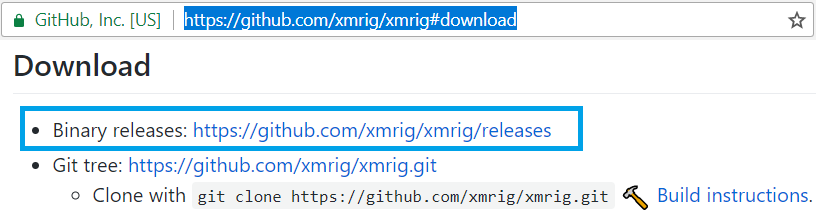 GitHub, Inc. [US] https://github.com/xmrig/xmrig#download
Download
Binary releases: https://github.com/xmrig/xmrig/releases
Git tree: https://github.com/xmrig/xmrig.git
Clone with git clone https://github.com/xmrig/xmrig.git Build instructions.